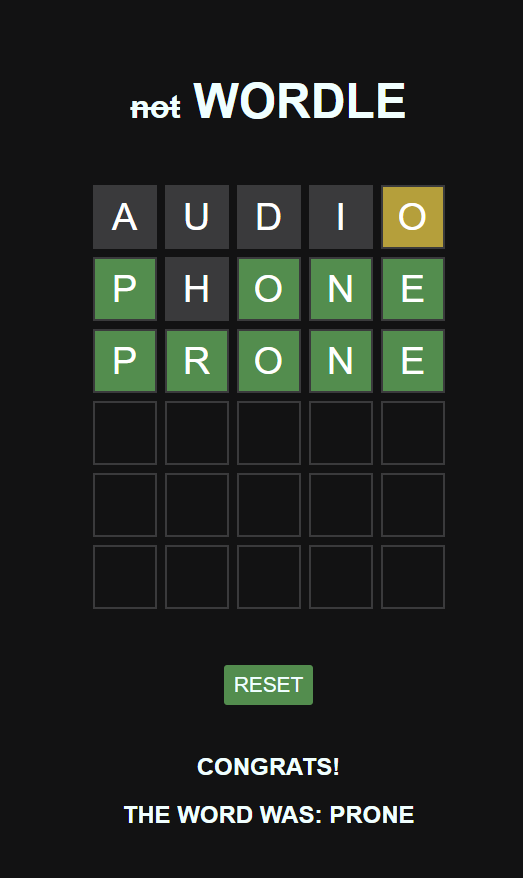 not WORDLE
A U D I O
P H O N E
P R O N E
RESET
CONGRATS!
THE WORD WAS: PRONE